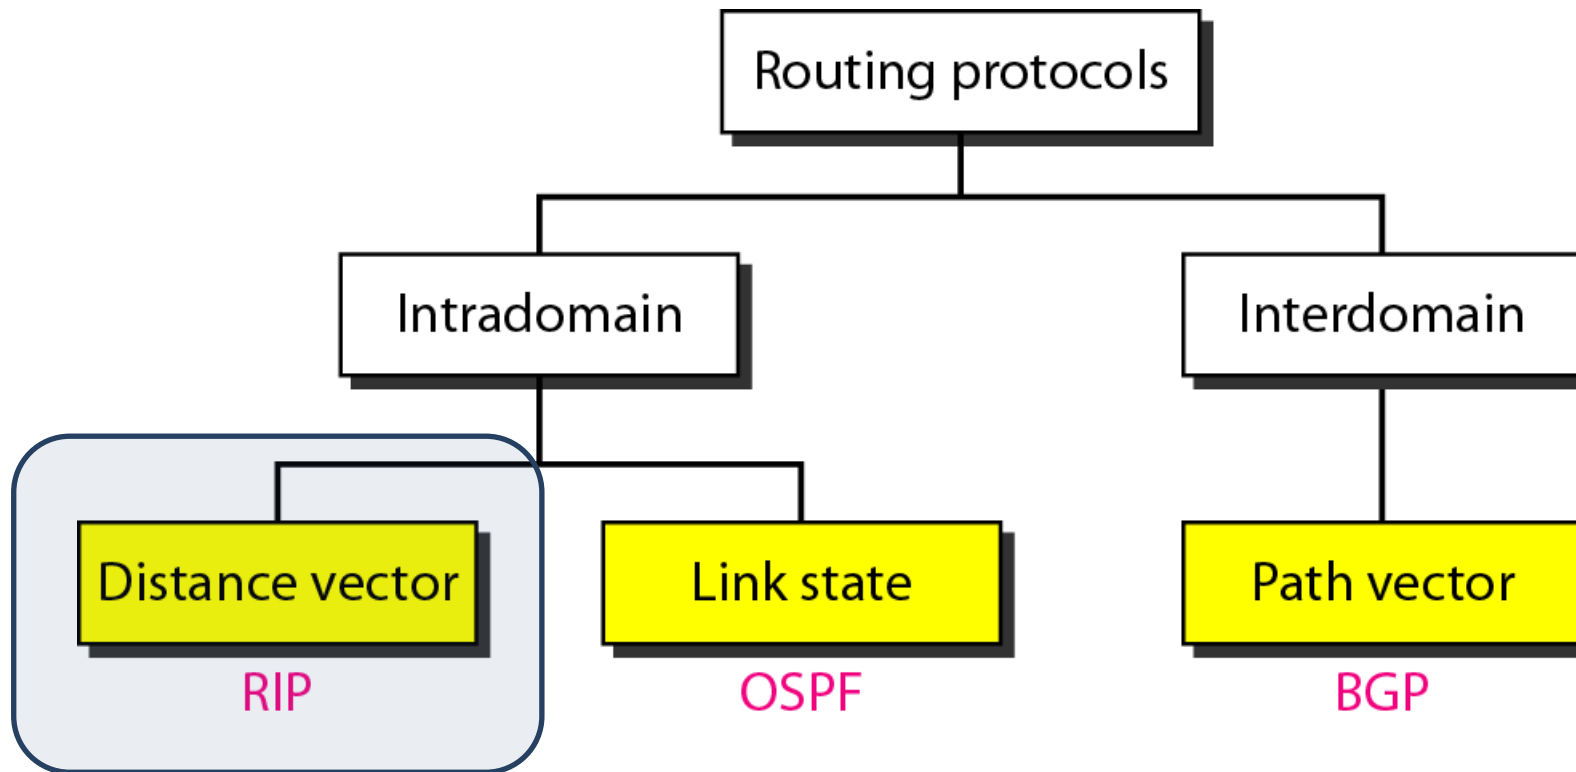 Routing protocols
Intradomain
Interdomain
Distance vector
Link state
Path vector
RIP
OSPF
BGP